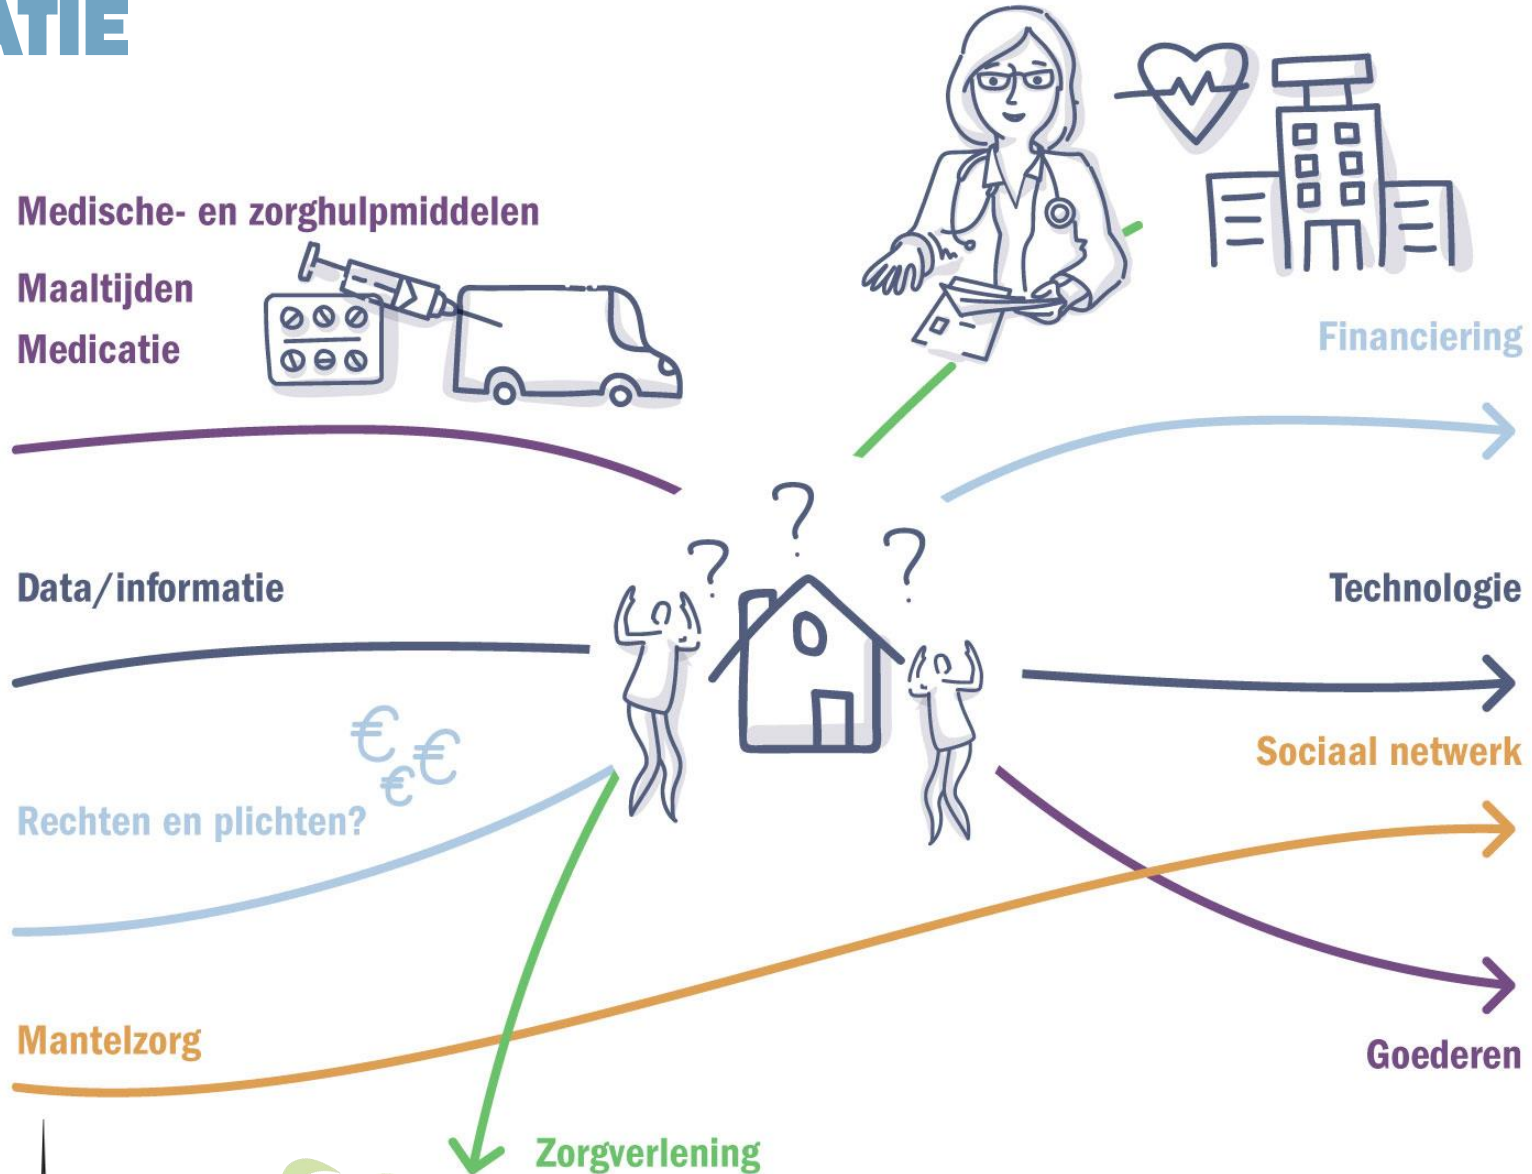 ATIE
Medische- en zorghulpmiddelen
Maaltijden
Medicatie
Financiering
? ? ?
Data/informatie
Technologie
€ € €
Sociaal netwerk
Rechten en plichten?
Mantelzorg
Goederen
Zorgverlening